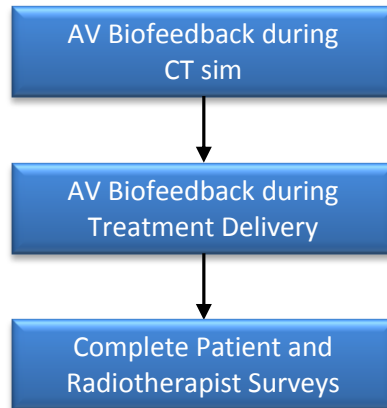 AV Biofeedback during
CT sim
AV Biofeedback during
Treatment Delivery
Complete Patient and
Radiotherapist Surveys